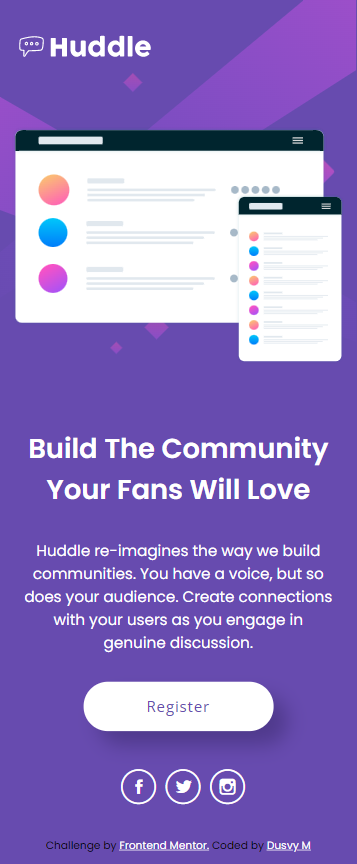 Huddle
Build The Community
Your Fans Will Love
Huddle re-imagines the way we build
communities. You have a voice, but so
does your audience. Create connections
with your users as you engage in
genuine discussion.
Register
Challenge by Frontend Mentor. Coded by Dusvy M